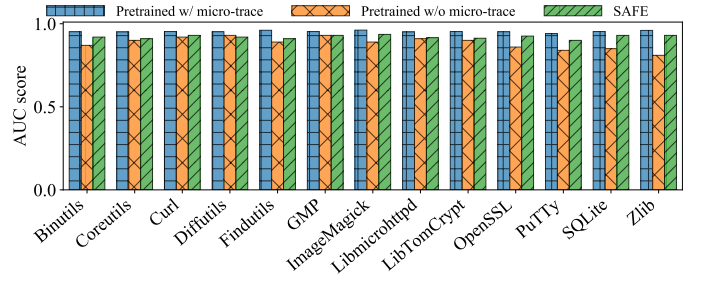 Pretrained w/ micro-trace Pretrained w/o micro-trace SAFE
1.0
0.5
0.0
AUC score
Binutils
Coreutils
Curl
Diffutils
Findutils
GMP
ImageMagick
Libmicrohttpd
LibTomCrypt
OpenSSL
PuTTy
SQLite
Zlib